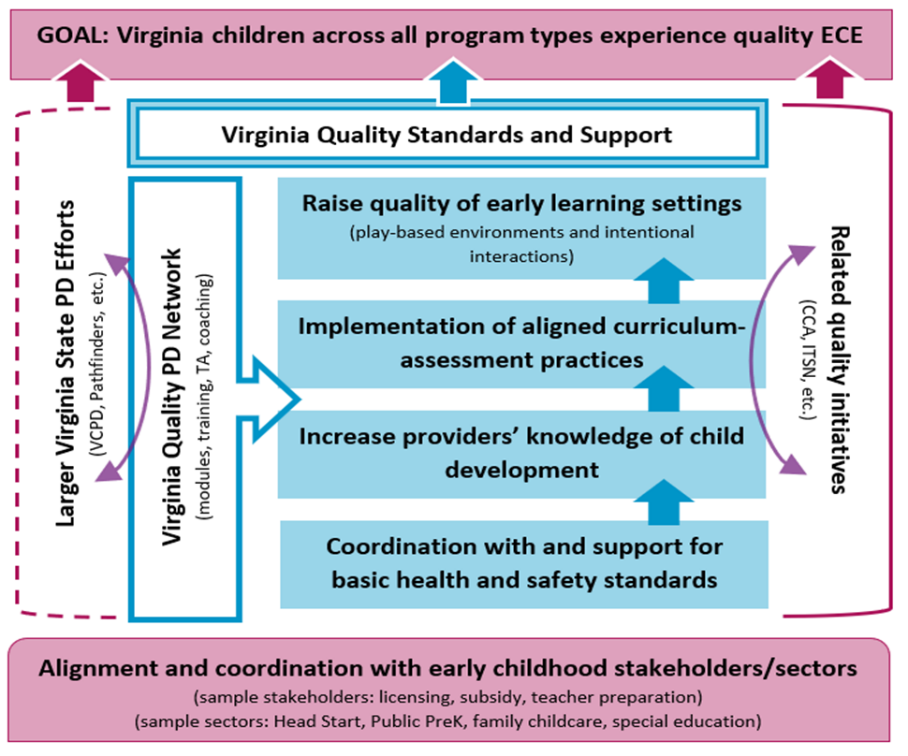 GOAL: Virginia children across all program types experience quality ECE
Virginia Quality Standards and Support
Larger Virginia State PD Efforts
(VCPD, Pathfinders, etc.)
Virginia Quality PD Network
(modules, training, TA, coaching)
Raise quality of early learning settings
(play-based environments and intentional
interactions)
Implementation of aligned curriculum-
assessment practices
Increase providers’ knowledge of child
development
Coordination with and support for
basic health and safety standards
Related quality initiatives
(CCA, ITSN, etc.)
Alignment and coordination with early childhood stakeholders/sectors
(sample stakeholders: licensing, subsidy, teacher preparation)
(sample sectors: Head Start, Public PreK, family childcare, special education)